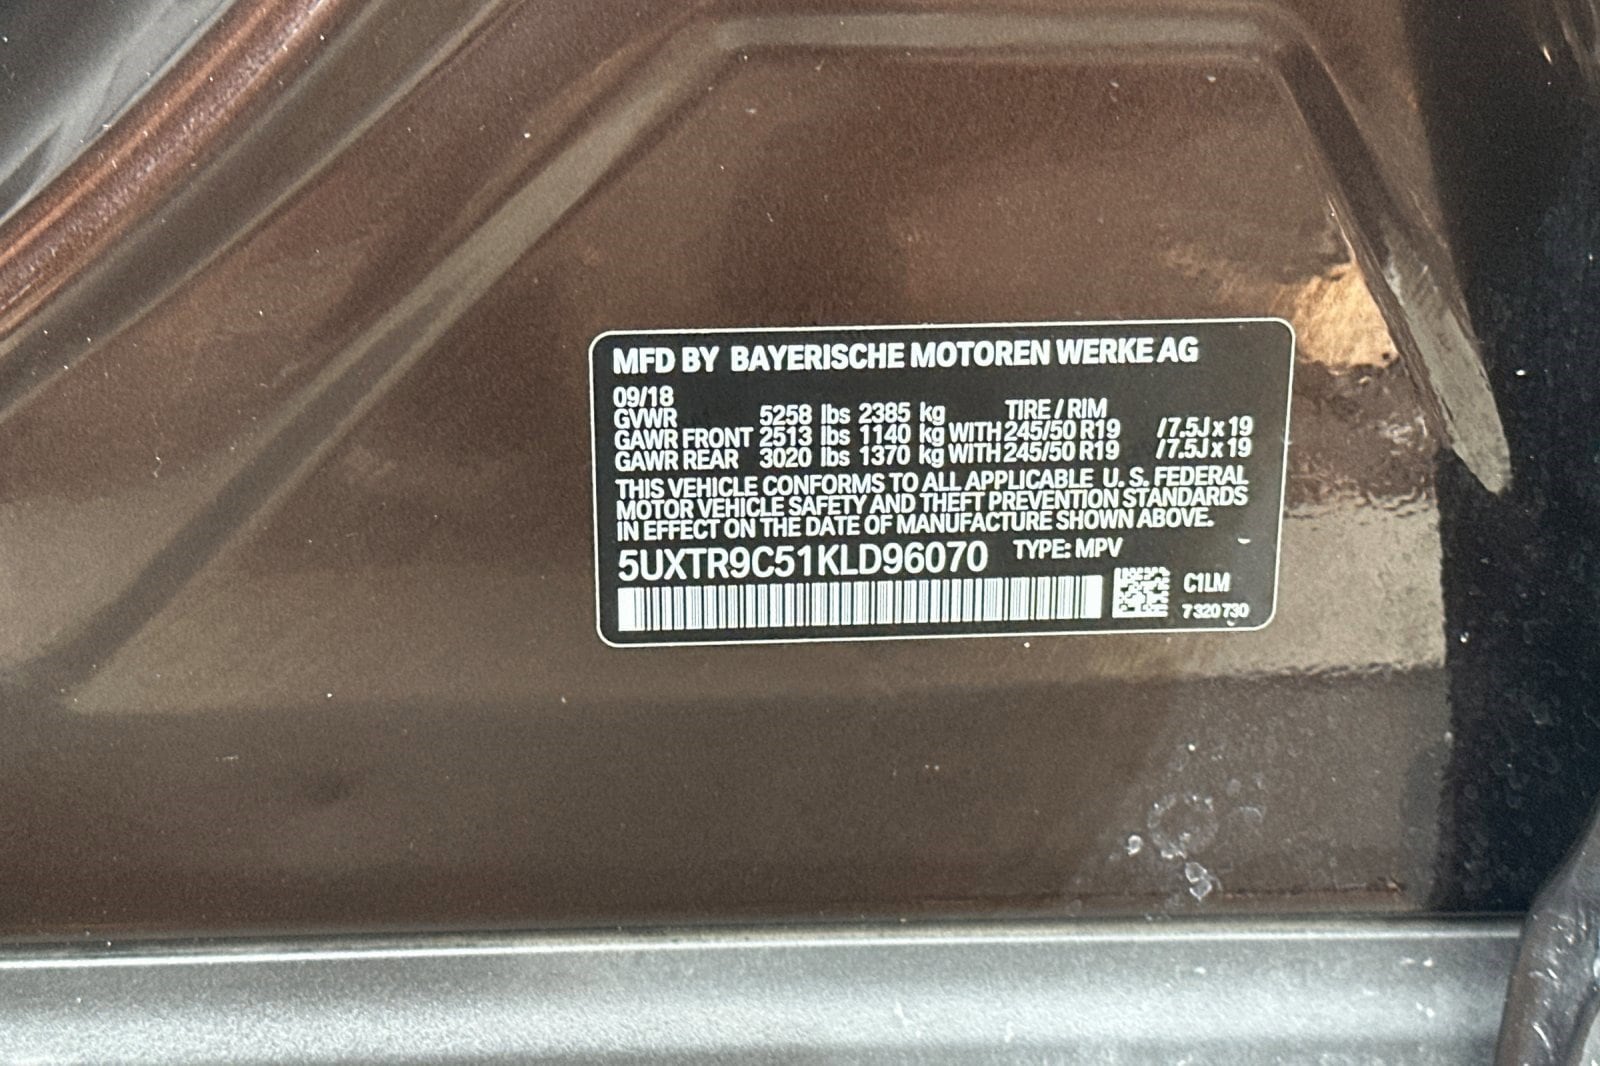 MFD BY BAYERISCHE MOTOREN WERKE AG
09/18
GVWR 5258 lbs 2385 kg TIRE / RIM
GAWR FRONT 2513 lbs 1140 kg WITH 245/50 R19 / 7.5J x 19
GAWR REAR 3020 lbs 1370 kg WITH 245/50 R19 / 7.5J x 19
THIS VEHICLE CONFORMS TO ALL APPLICABLE U. S. FEDERAL
MOTOR VEHICLE SAFETY AND THEFT PREVENTION STANDARDS
IN EFFECT ON THE DATE OF MANUFACTURE SHOWN ABOVE.
5UXTR9C51KLD96070 TYPE: MPV
C1LM
7 320 730